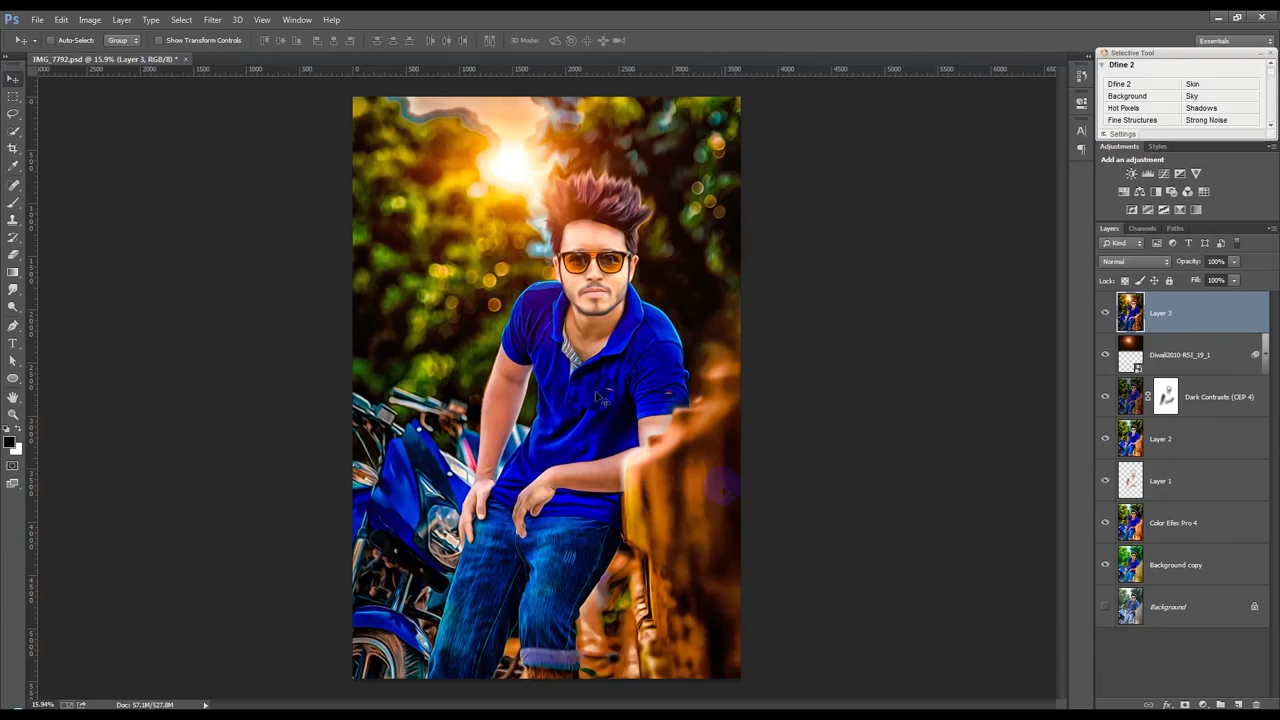 Ps File Edit Image Layer Type Select Filter 3D View Window Help
Auto-Select: Group Show Transform Controls 3D Mode: Essentials
IMG_7792.psd @ 15.9% (Layer 3, RGB/8) * ×
Selective Tool
Dfine 2
Dfine 2 Skin
Background Sky
Hot Pixels Shadows
Fine Structures Strong Noise
Settings
Adjustments Styles
Add an adjustment
Layers Channels Paths
Kind
Normal Opacity: 100%
Lock: Fill: 100%
Layer 3
Diwali2010-RSI_19_1
Dark Contrasts (CEP 4)
Layer 2
Layer 1
Color Efex Pro 4
Background copy
Background
15.94% Doc: 57.1M/527.8M